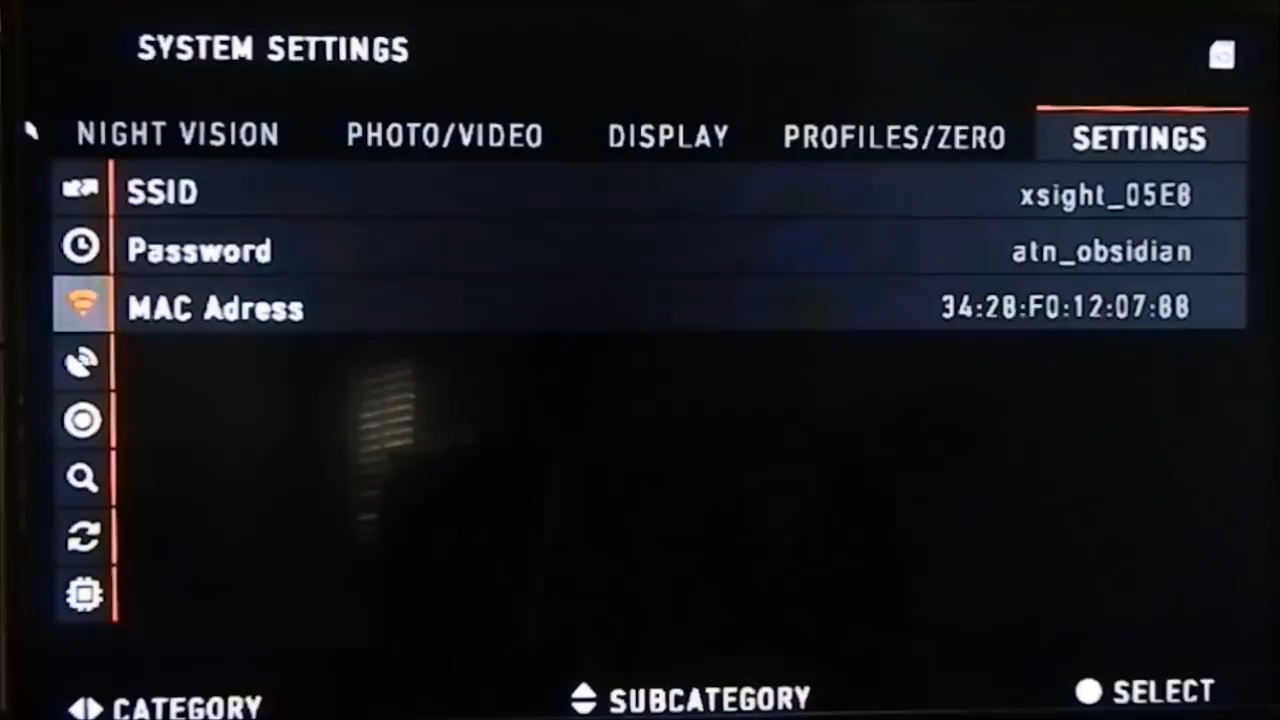 SYSTEM SETTINGS
NIGHT VISION PHOTO/VIDEO DISPLAY PROFILES/ZERO SETTINGS
SSID xsight_05E8
Password atn_obsidian
MAC Adress 34:28:F0:12:07:88
CATEGORY SUBCATEGORY SELECT